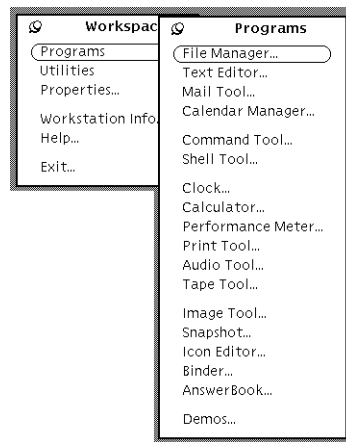 Workspac
Programs
Utilities
Properties...
Workstation Info.
Help...
Exit...
Programs
File Manager...
Text Editor...
Mail Tool...
Calendar Manager...
Command Tool...
Shell Tool...
Clock...
Calculator...
Performance Meter...
Print Tool...
Audio Tool...
Tape Tool...
Image Tool...
Snapshot...
Icon Editor...
Binder...
AnswerBook...
Demos...